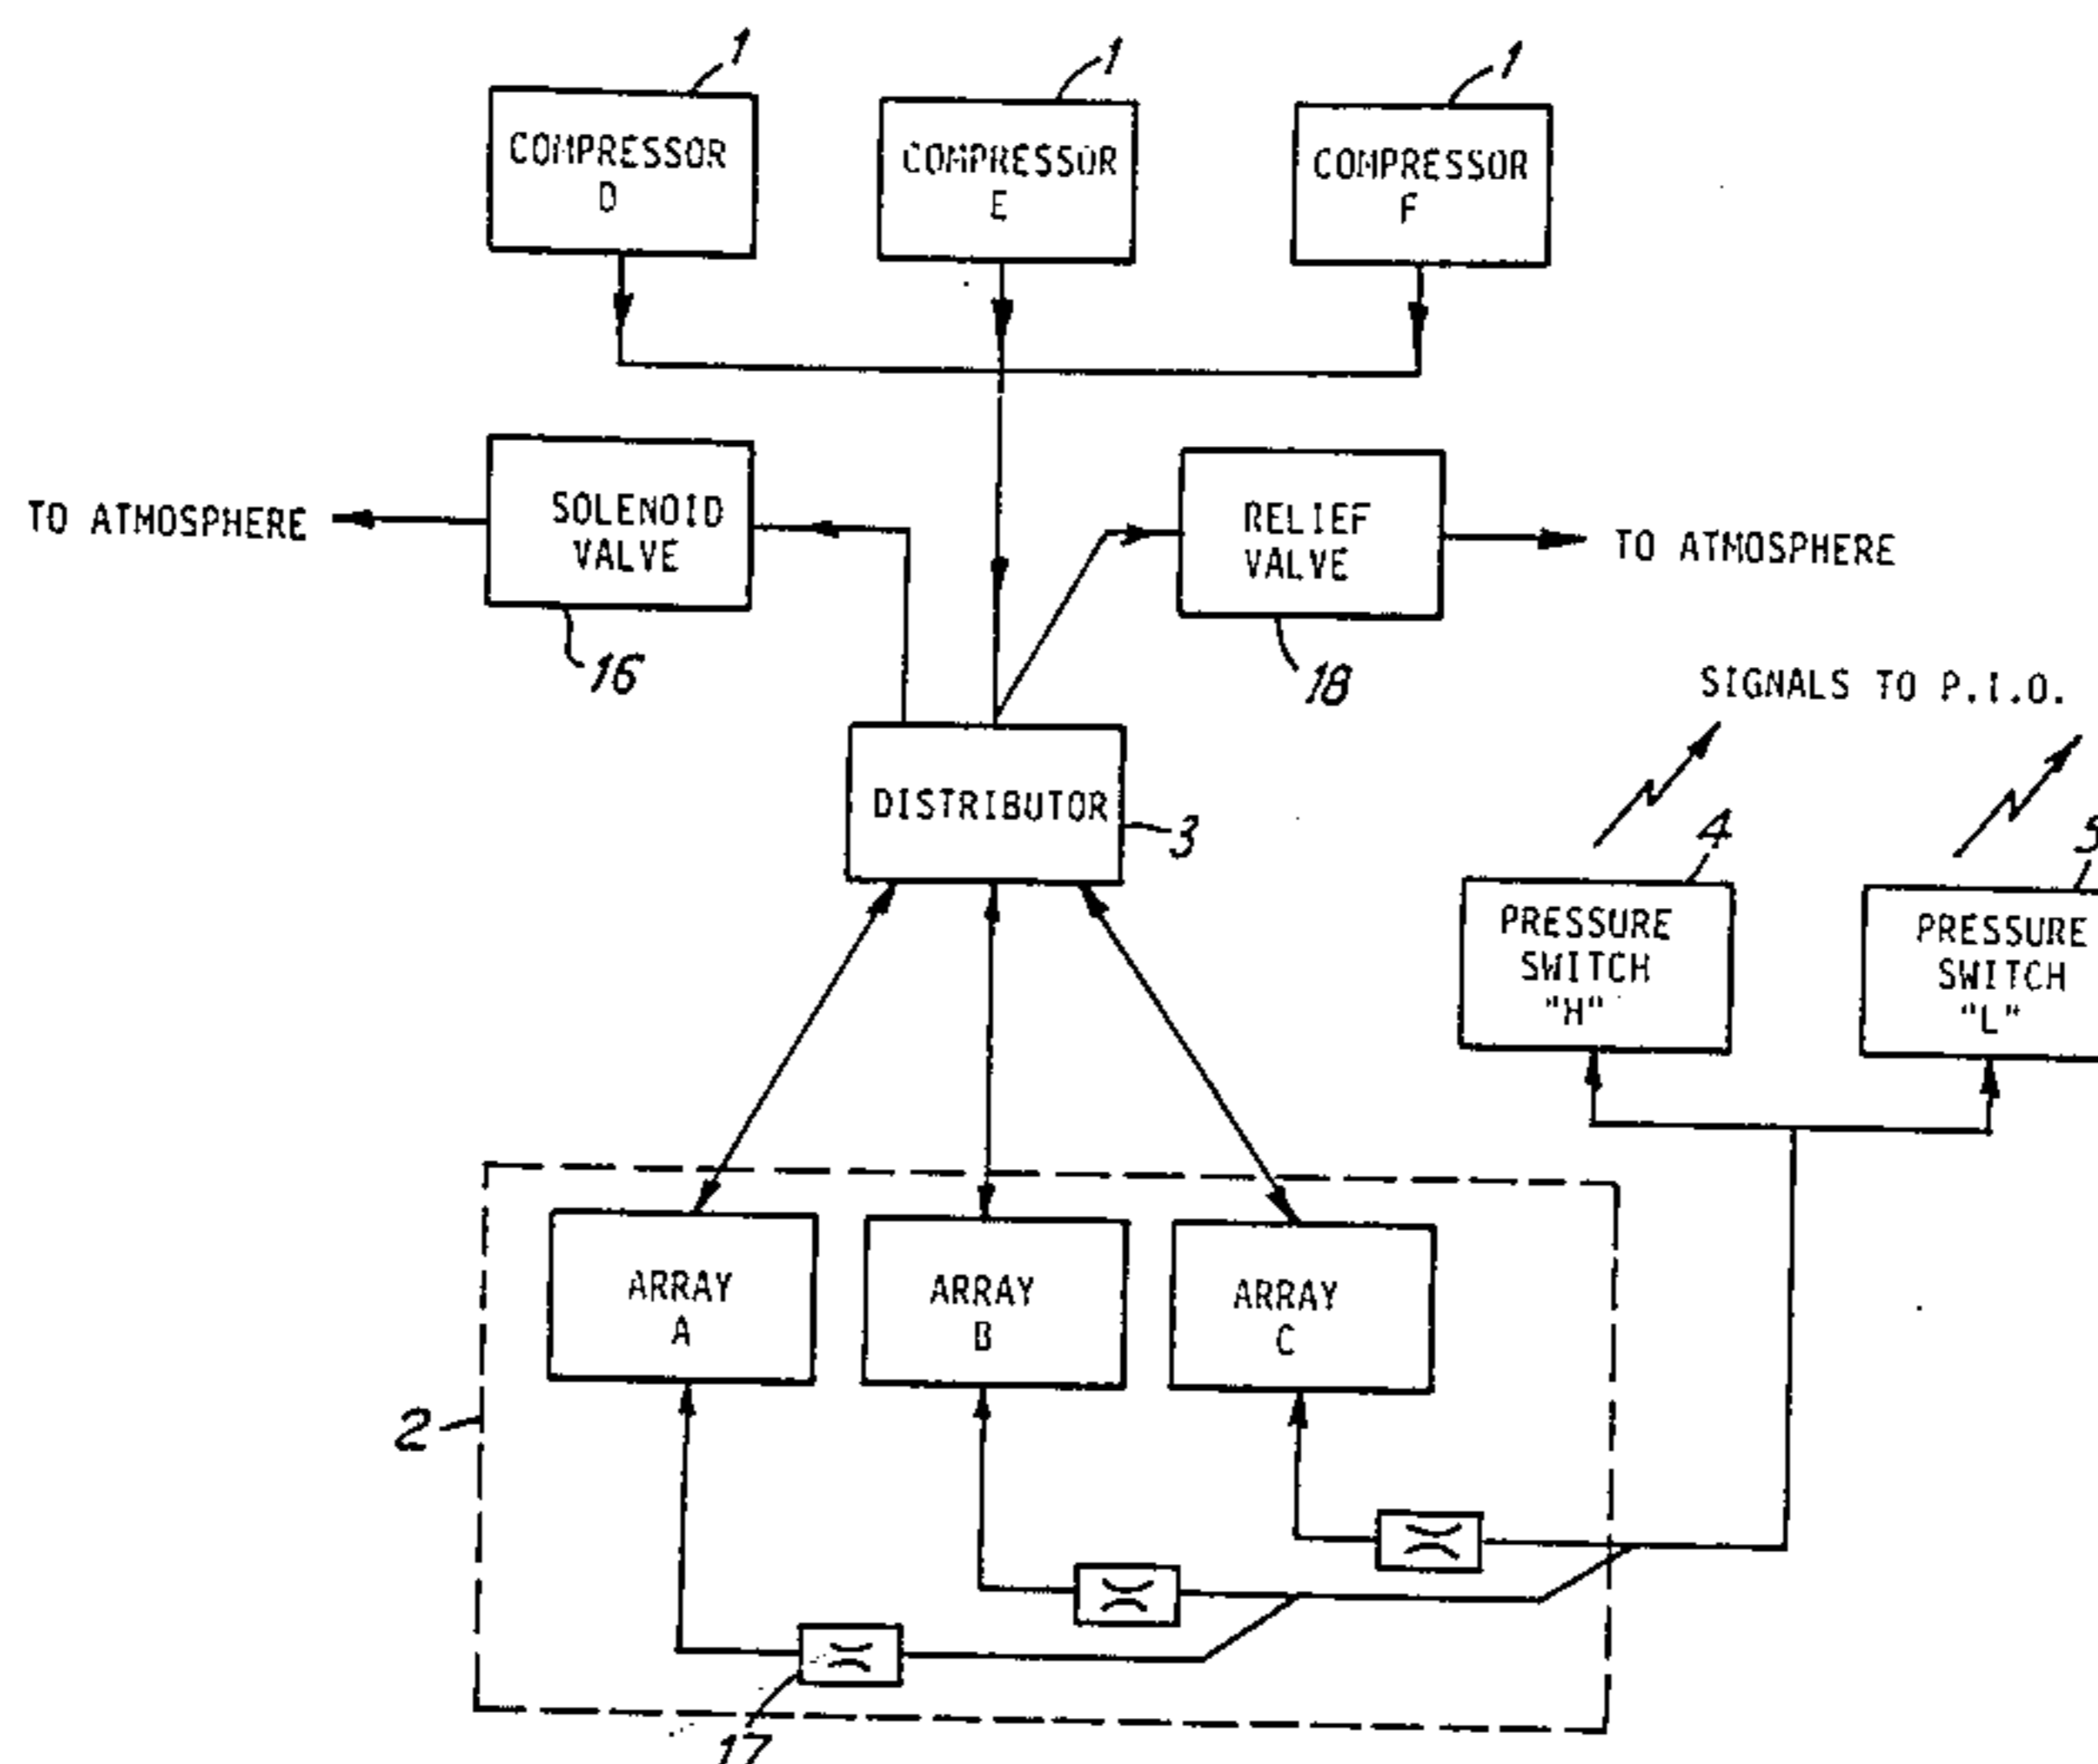 1
1
1
COMPRESSOR
D
COMPRESSOR
E
COMPRESSOR
F
TO ATMOSPHERE
SOLENOID
VALVE
RELIEF
VALVE
TO ATMOSPHERE
16
18
SIGNALS TO P.I.O.
DISTRIBUTOR
3
4
5
PRESSURE
SWITCH
"H"
PRESSURE
SWITCH
"L"
ARRAY
A
ARRAY
B
ARRAY
C
2
17